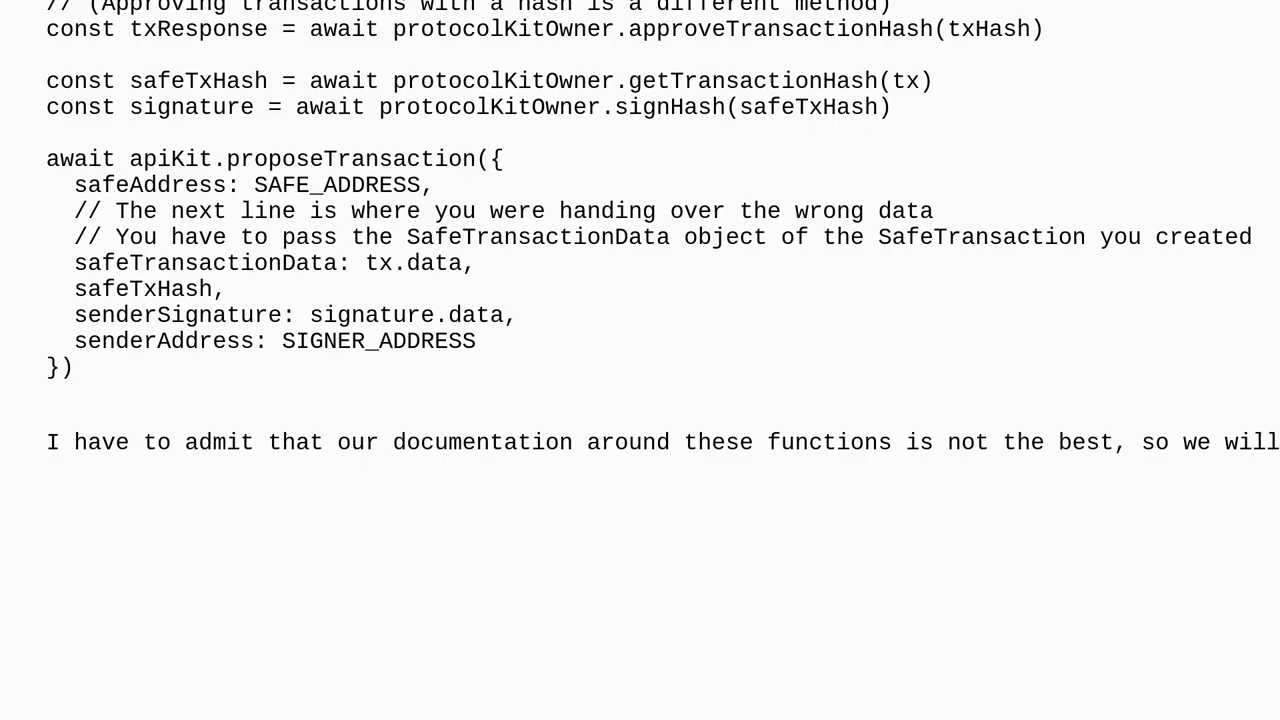 // (Approving transactions with a hash is a different method)
const txResponse = await protocolKitOwner.approveTransactionHash(txHash)
const safeTxHash = await protocolKitOwner.getTransactionHash(tx)
const signature = await protocolKitOwner.signHash(safeTxHash)
await apiKit.proposeTransaction({
safeAddress: SAFE_ADDRESS,
// The next line is where you were handing over the wrong data
// You have to pass the SafeTransactionData object of the SafeTransaction you created
safeTransactionData: tx.data,
safeTxHash,
senderSignature: signature.data,
senderAddress: SIGNER_ADDRESS
})
I have to admit that our documentation around these functions is not the best, so we will